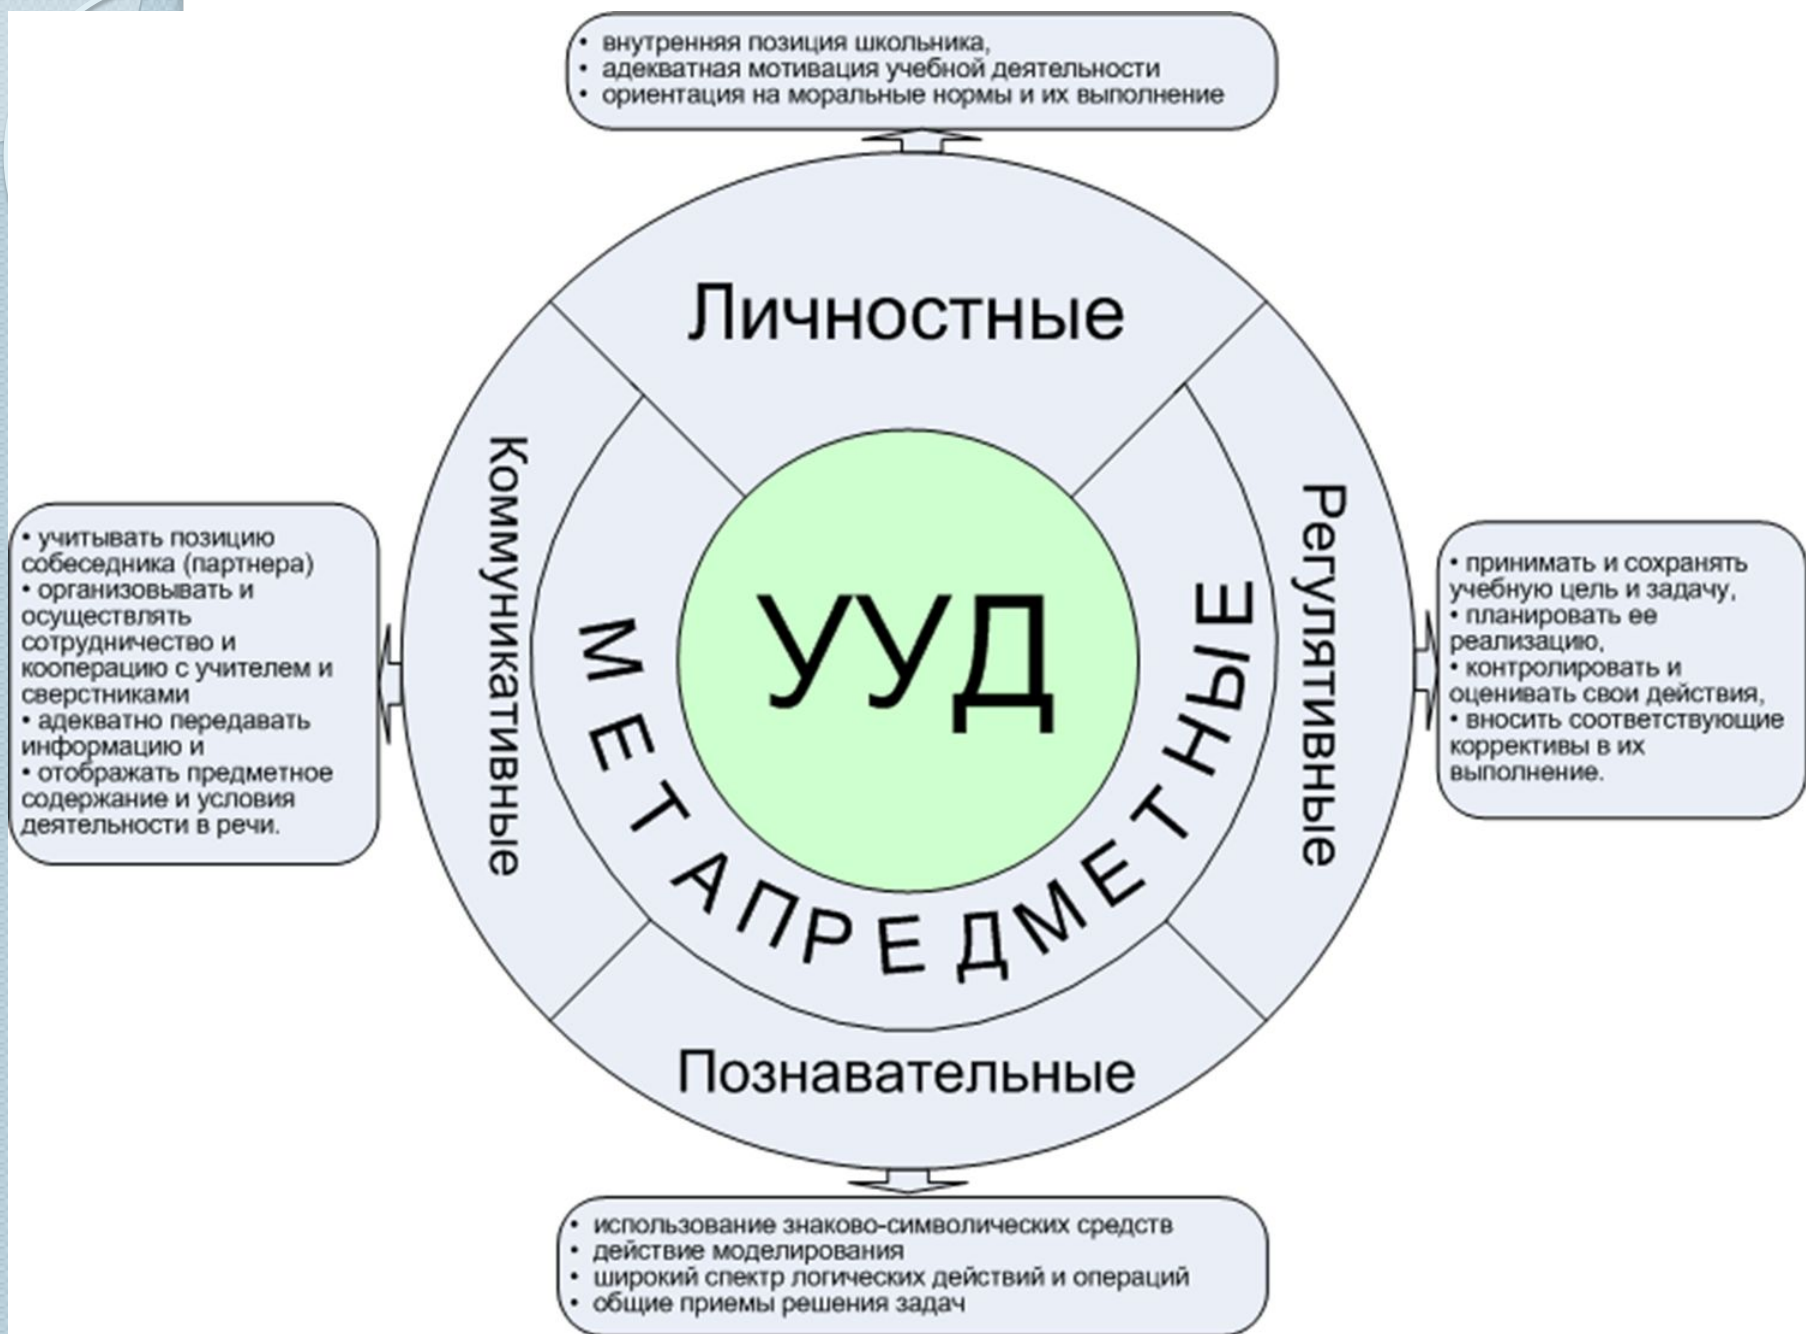 • внутренняя позиция школьника,
• адекватная мотивация учебной деятельности
• ориентация на моральные нормы и их выполнение
Личностные
Коммуникативные
• учитывать позицию
собеседника (партнера)
• организовывать и
осуществлять
сотрудничество и
кооперацию с учителем и
сверстниками
• адекватно передавать
информацию и
• отображать предметное
содержание и условия
деятельности в речи.
УУД
МЕТАПРЕДМЕТНЫЕ
Регулятивные
• принимать и сохранять
учебную цель и задачу,
• планировать ее
реализацию,
• контролировать и
оценивать свои действия,
• вносить соответствующие
коррективы в их
выполнение.
Познавательные
• использование знаково-символических средств
• действие моделирования
• широкий спектр логических действий и операций
• общие приемы решения задач